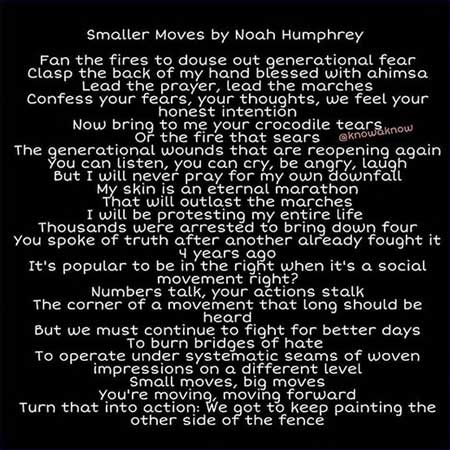 Smaller Moves by Noah Humphrey
Fan the fires to douse out generational fear
Clasp the back of my hand blessed with ahimsa
Lead the prayer, lead the marches
Confess your fears, your thoughts, we feel your
honest intention
Now bring to me your crocodile tears
Or the fire that sears
@knowaknow
The generational wounds that are reopening again
You can listen, you can cry, be angry, laugh
But I will never pray for my own downfall
My skin is an eternal marathon
That will outlast the marches
I will be protesting my entire life
Thousands were arrested to bring down four
You spoke of truth after another already fought it
4 years ago
It's popular to be in the right when it's a social
movement right?
Numbers talk, your actions stalk
The corner of a movement that long should be
heard
But we must continue to fight for better days
To burn bridges of hate
To operate under systematic seams of woven
impressions on a different level
Small moves, big moves
You're moving, moving forward
Turn that into action: We got to keep painting the
other side of the fence